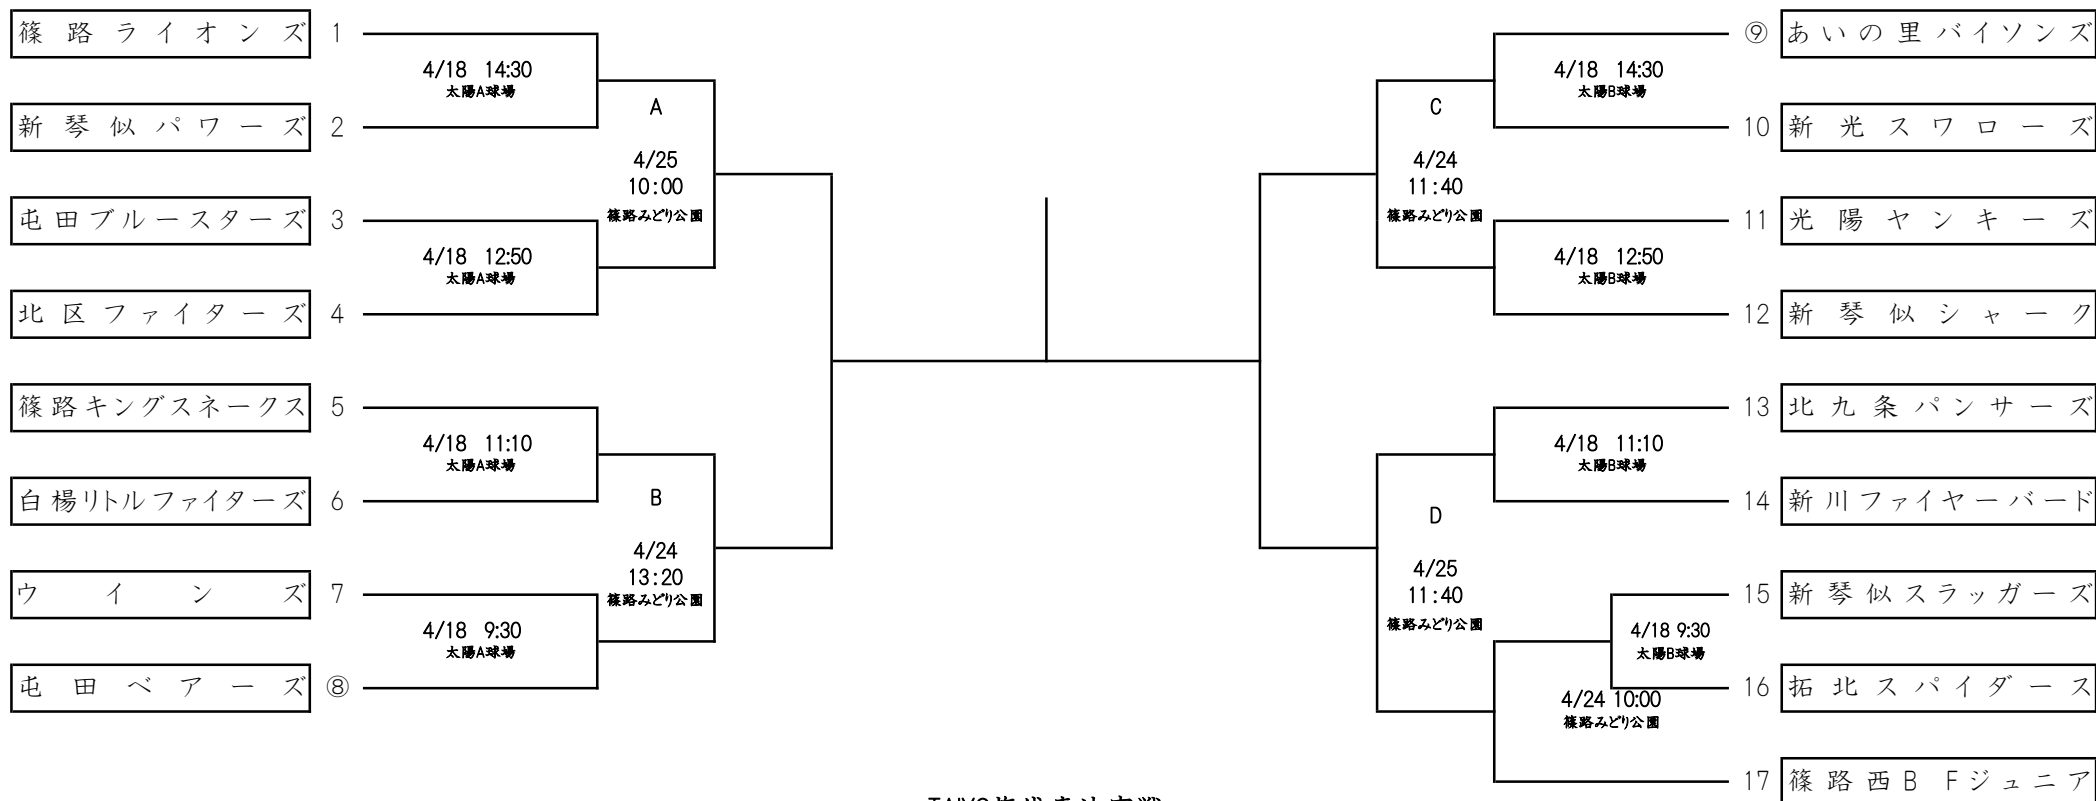 篠路ライオンズ 1
4/18 14:30
太陽A球場
新琴似パワーズ 2
A
4/25
10:00
篠路みどり公園
屯田ブルースターズ 3
4/18 12:50
太陽A球場
北区ファイターズ 4
篠路キングスネークス 5
4/18 11:10
太陽A球場
白楊リトルファイターズ 6
B
4/24
13:20
篠路みどり公園
ウインズ 7
4/18 9:30
太陽A球場
屯田ベアーズ ⑧
⑨ あいの里バイソンズ
4/18 14:30
太陽B球場
10 新光スワローズ
C
4/24
11:40
篠路みどり公園
11 光陽ヤンキーズ
4/18 12:50
太陽B球場
12 新琴似シャーク
13 北九条パンサーズ
4/18 11:10
太陽B球場
14 新川ファイヤーバード
D
4/25
11:40
篠路みどり公園
15 新琴似スラッガーズ
4/18 9:30
太陽B球場
16 拓北スパイダース
4/24 10:00
篠路みどり公園
17 篠路西BFジュニア